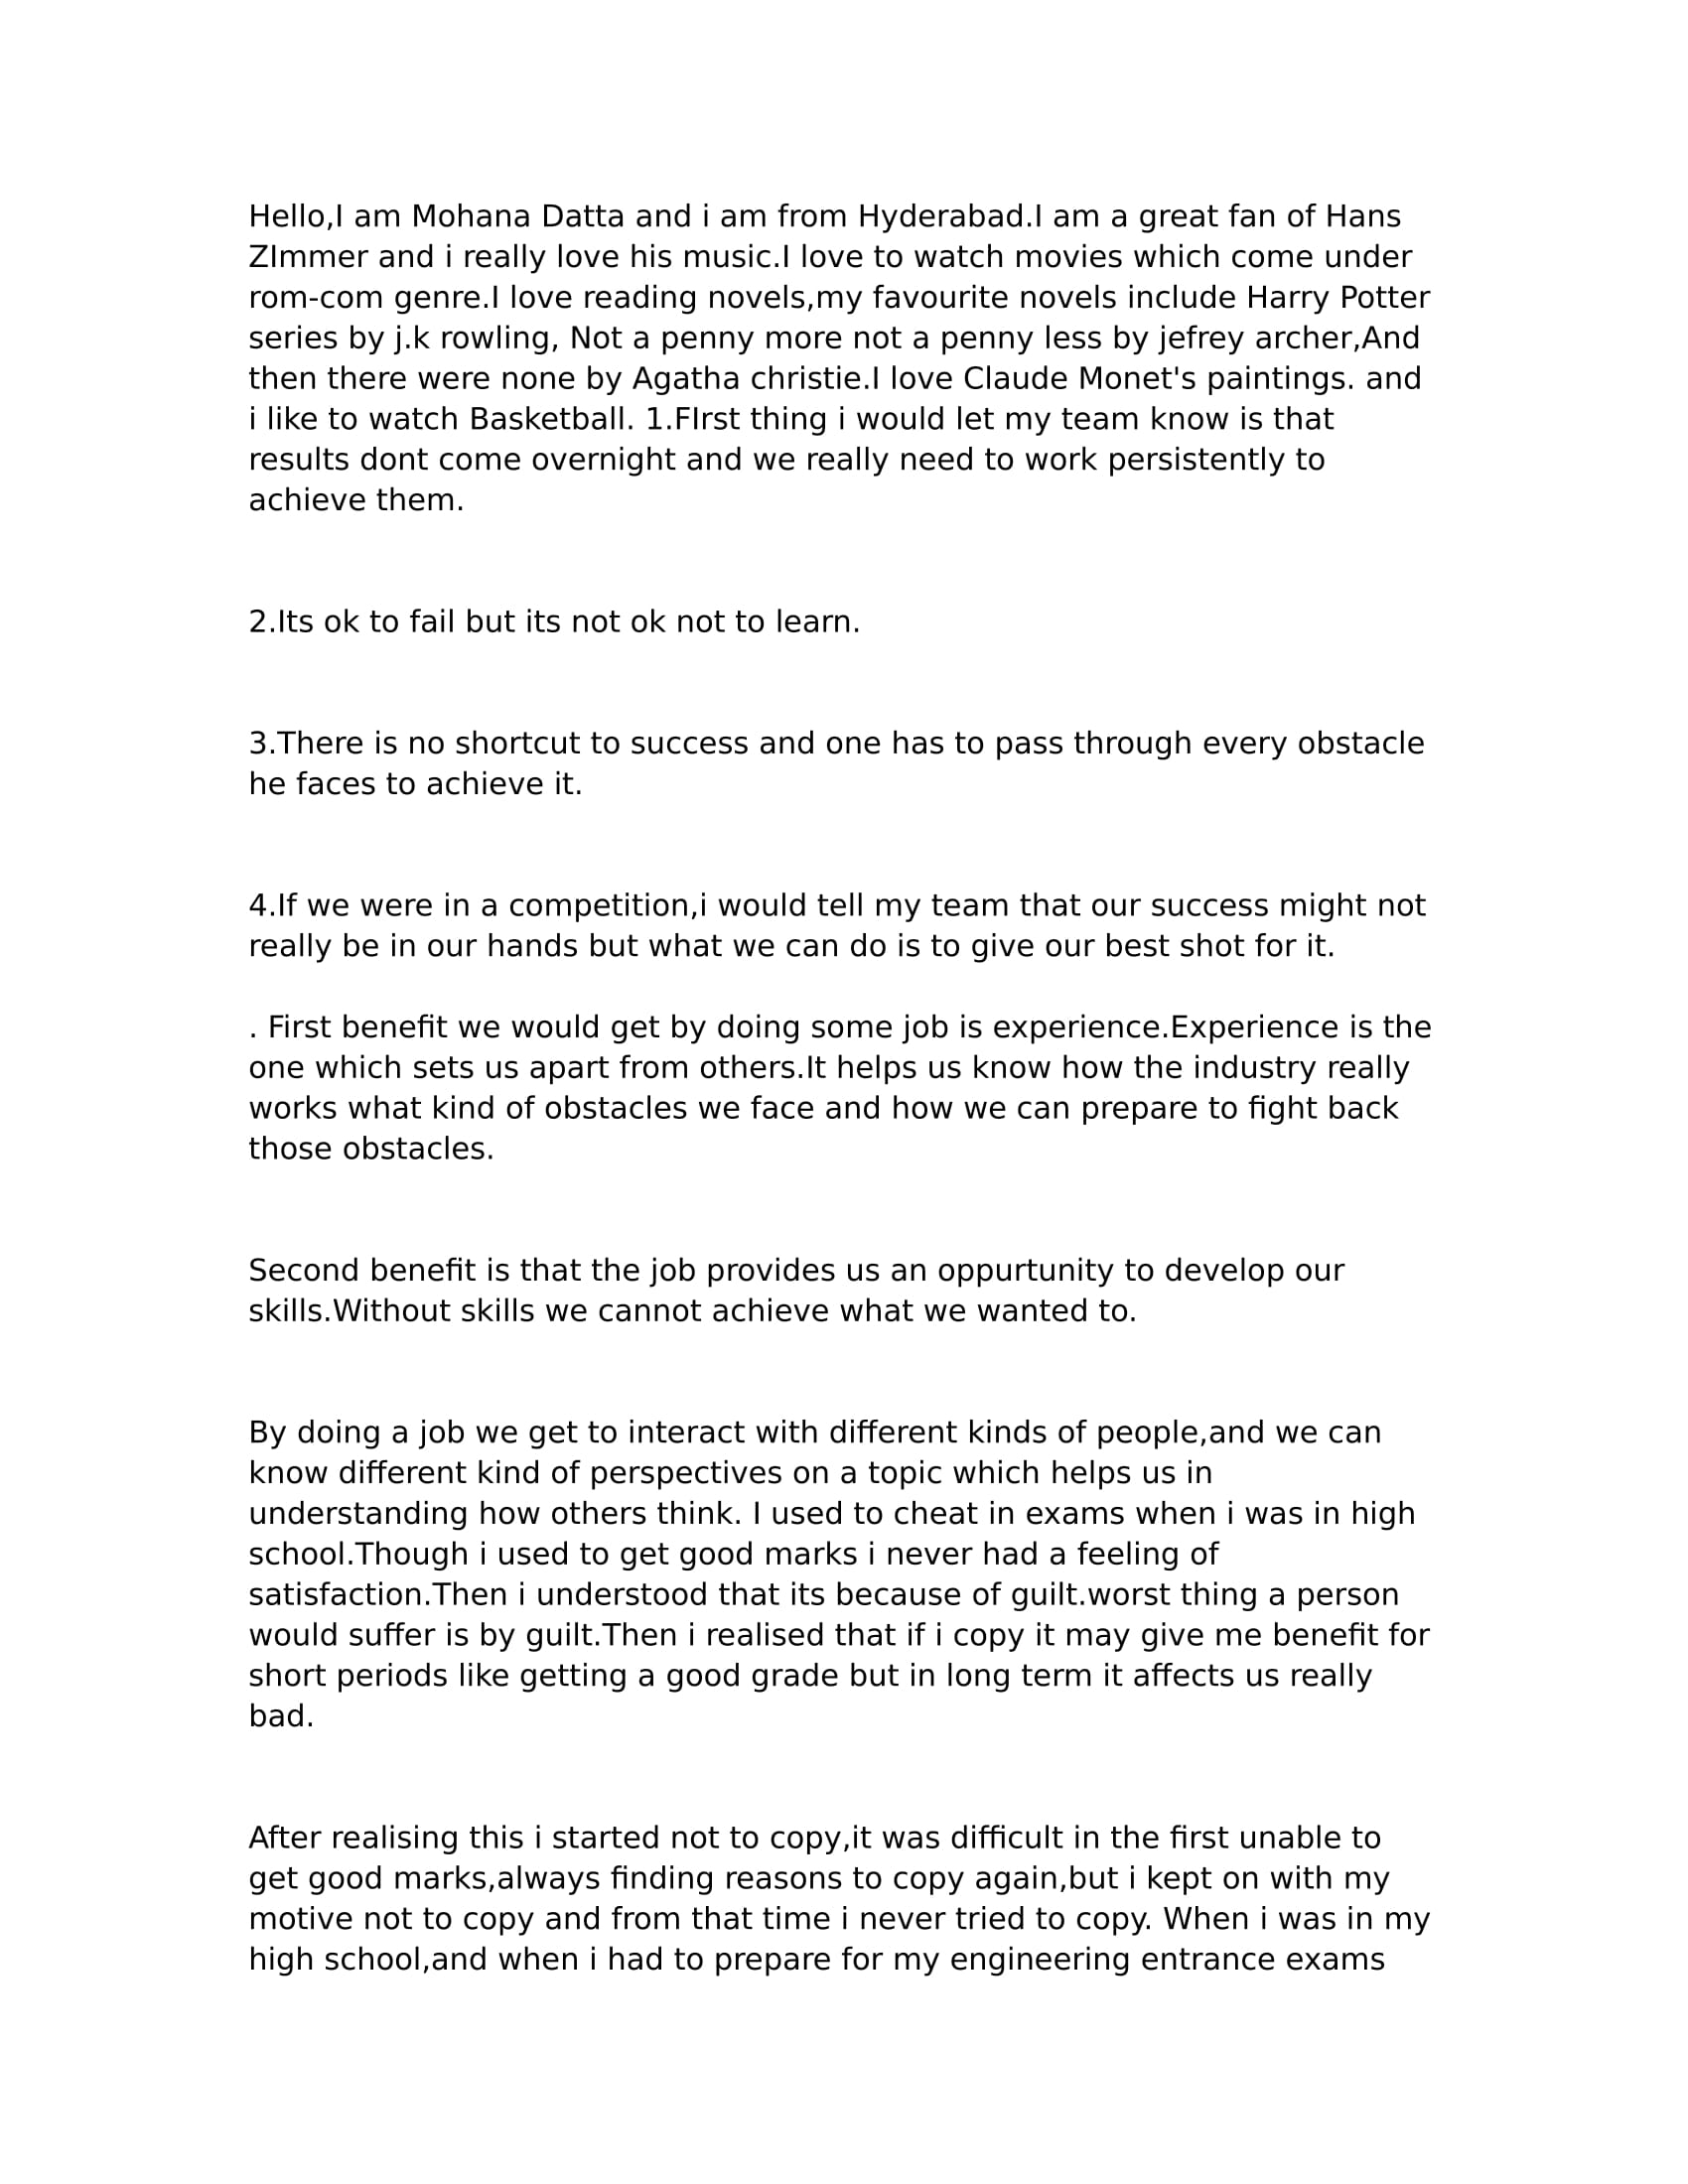 Hello,I am Mohana Datta and i am from Hyderabad.I am a great fan of Hans
ZImmer and i really love his music.I love to watch movies which come under
rom-com genre.I love reading novels,my favourite novels include Harry Potter
series by j.k rowling, Not a penny more not a penny less by jefrey archer,And
then there were none by Agatha christie.I love Claude Monet's paintings. and
i like to watch Basketball. 1.FIrst thing i would let my team know is that
results dont come overnight and we really need to work persistently to
achieve them.
2.Its ok to fail but its not ok not to learn.
3.There is no shortcut to success and one has to pass through every obstacle
he faces to achieve it.
4.If we were in a competition,i would tell my team that our success might not
really be in our hands but what we can do is to give our best shot for it.
. First benefit we would get by doing some job is experience.Experience is the
one which sets us apart from others.It helps us know how the industry really
works what kind of obstacles we face and how we can prepare to fight back
those obstacles.
Second benefit is that the job provides us an oppurtunity to develop our
skills.Without skills we cannot achieve what we wanted to.
By doing a job we get to interact with different kinds of people,and we can
know different kind of perspectives on a topic which helps us in
understanding how others think. I used to cheat in exams when i was in high
school.Though i used to get good marks i never had a feeling of
satisfaction.Then i understood that its because of guilt.worst thing a person
would suffer is by guilt.Then i realised that if i copy it may give me benefit for
short periods like getting a good grade but in long term it affects us really
bad.
After realising this i started not to copy,it was difficult in the first unable to
get good marks,always finding reasons to copy again,but i kept on with my
motive not to copy and from that time i never tried to copy. When i was in my
high school,and when i had to prepare for my engineering entrance exams